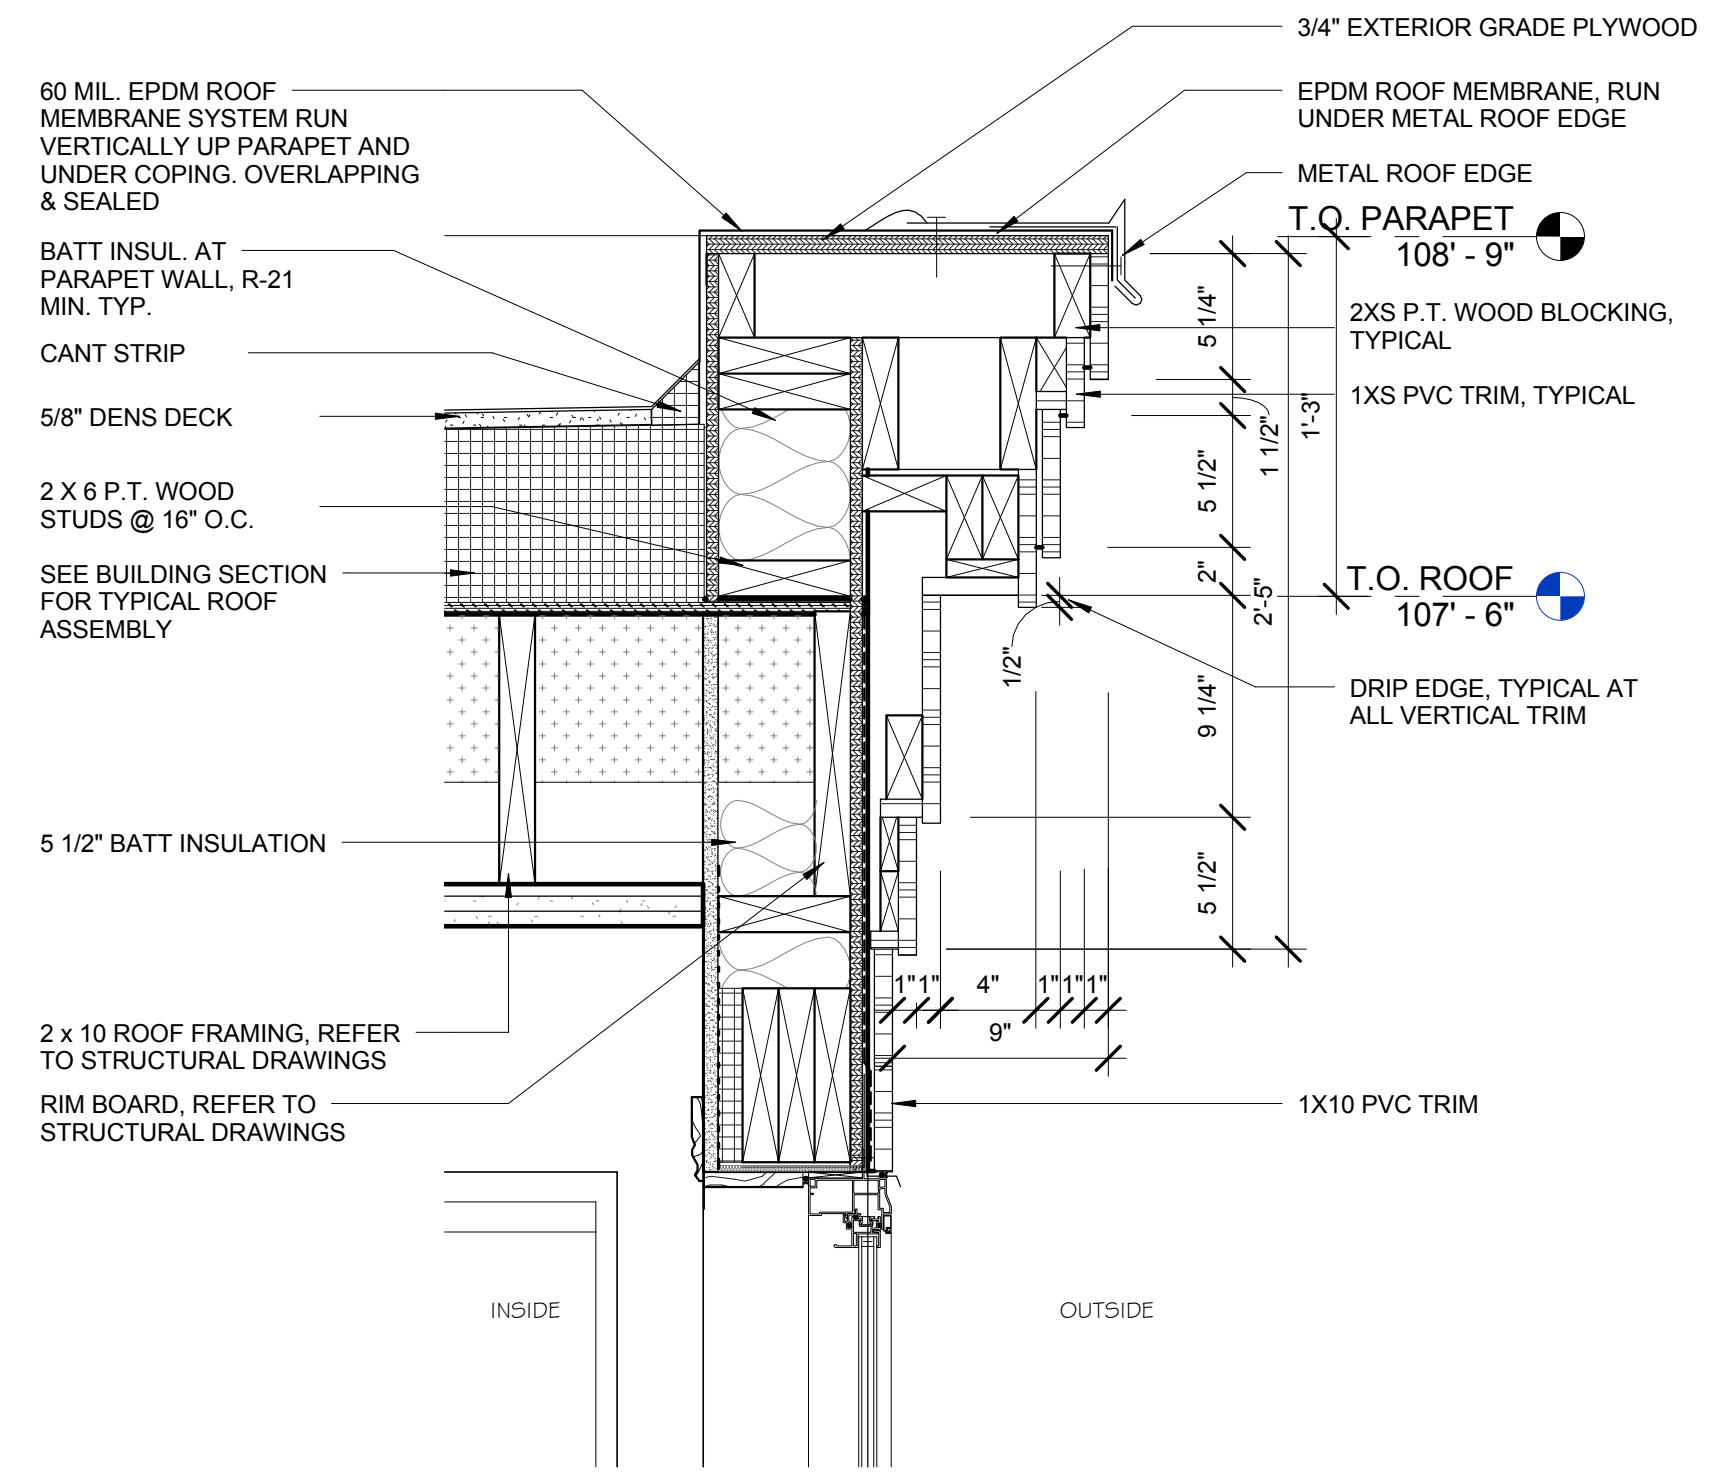 3/4" EXTERIOR GRADE PLYWOOD
60 MIL. EPDM ROOF
MEMBRANE SYSTEM RUN
VERTICALLY UP PARAPET AND
UNDER COPING. OVERLAPPING
& SEALED
EPDM ROOF MEMBRANE, RUN
UNDER METAL ROOF EDGE
METAL ROOF EDGE
T.O. PARAPET
108' - 9"
BATT INSUL. AT
PARAPET WALL, R-21
MIN. TYP.
2XS P.T. WOOD BLOCKING,
TYPICAL
CANT STRIP
1XS PVC TRIM, TYPICAL
5/8" DENS DECK
2 X 6 P.T. WOOD
STUDS @ 16" O.C.
SEE BUILDING SECTION
FOR TYPICAL ROOF
ASSEMBLY
T.O. ROOF
107' - 6"
DRIP EDGE, TYPICAL AT
ALL VERTICAL TRIM
5 1/4"
1 1/2"
1'-3"
5 1/2"
2"
2'-5"
1/2"
9 1/4"
5 1/2"
5 1/2" BATT INSULATION
1"
1"
4"
1"
1"
1"
9"
2 x 10 ROOF FRAMING, REFER
TO STRUCTURAL DRAWINGS
RIM BOARD, REFER TO
STRUCTURAL DRAWINGS
1X10 PVC TRIM
INSIDE
OUTSIDE